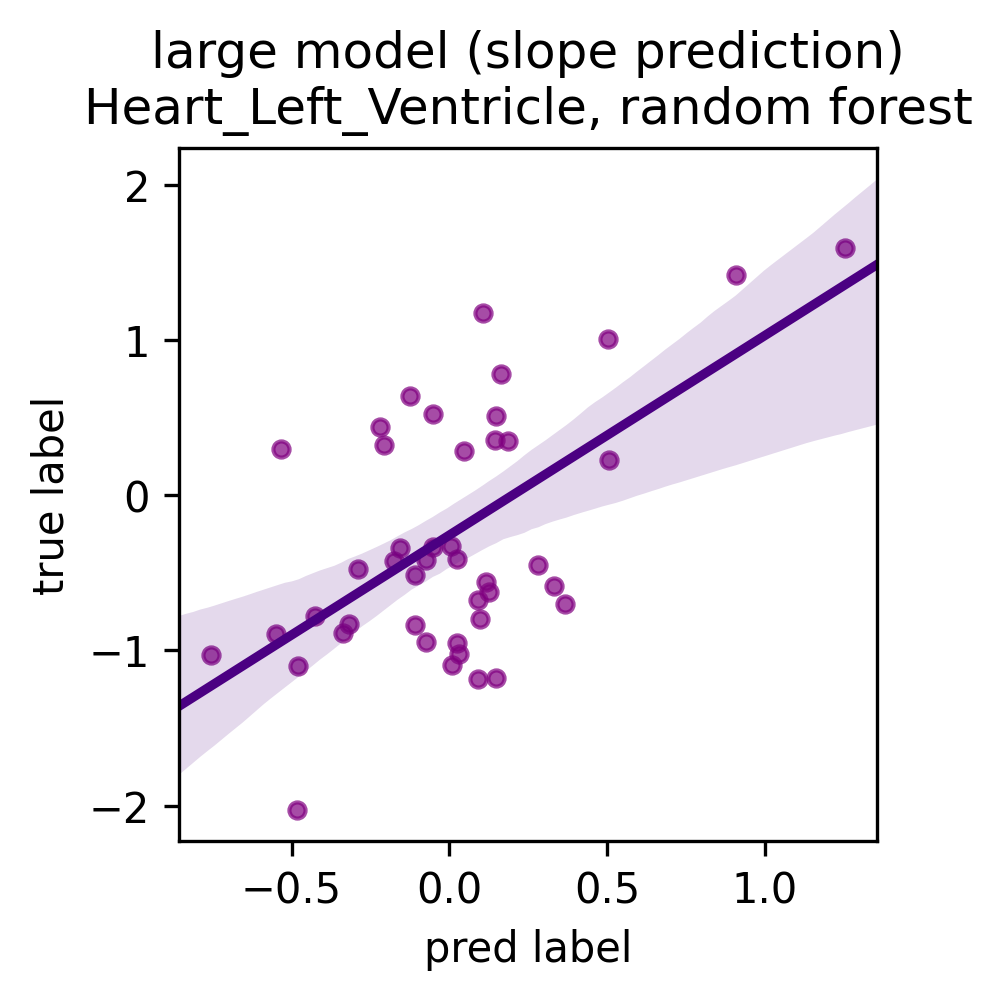 large model (slope prediction)
Heart_Left_Ventricle, random forest
2
1
0
−1
−2
true label
−0.5
0.0
0.5
1.0
pred label